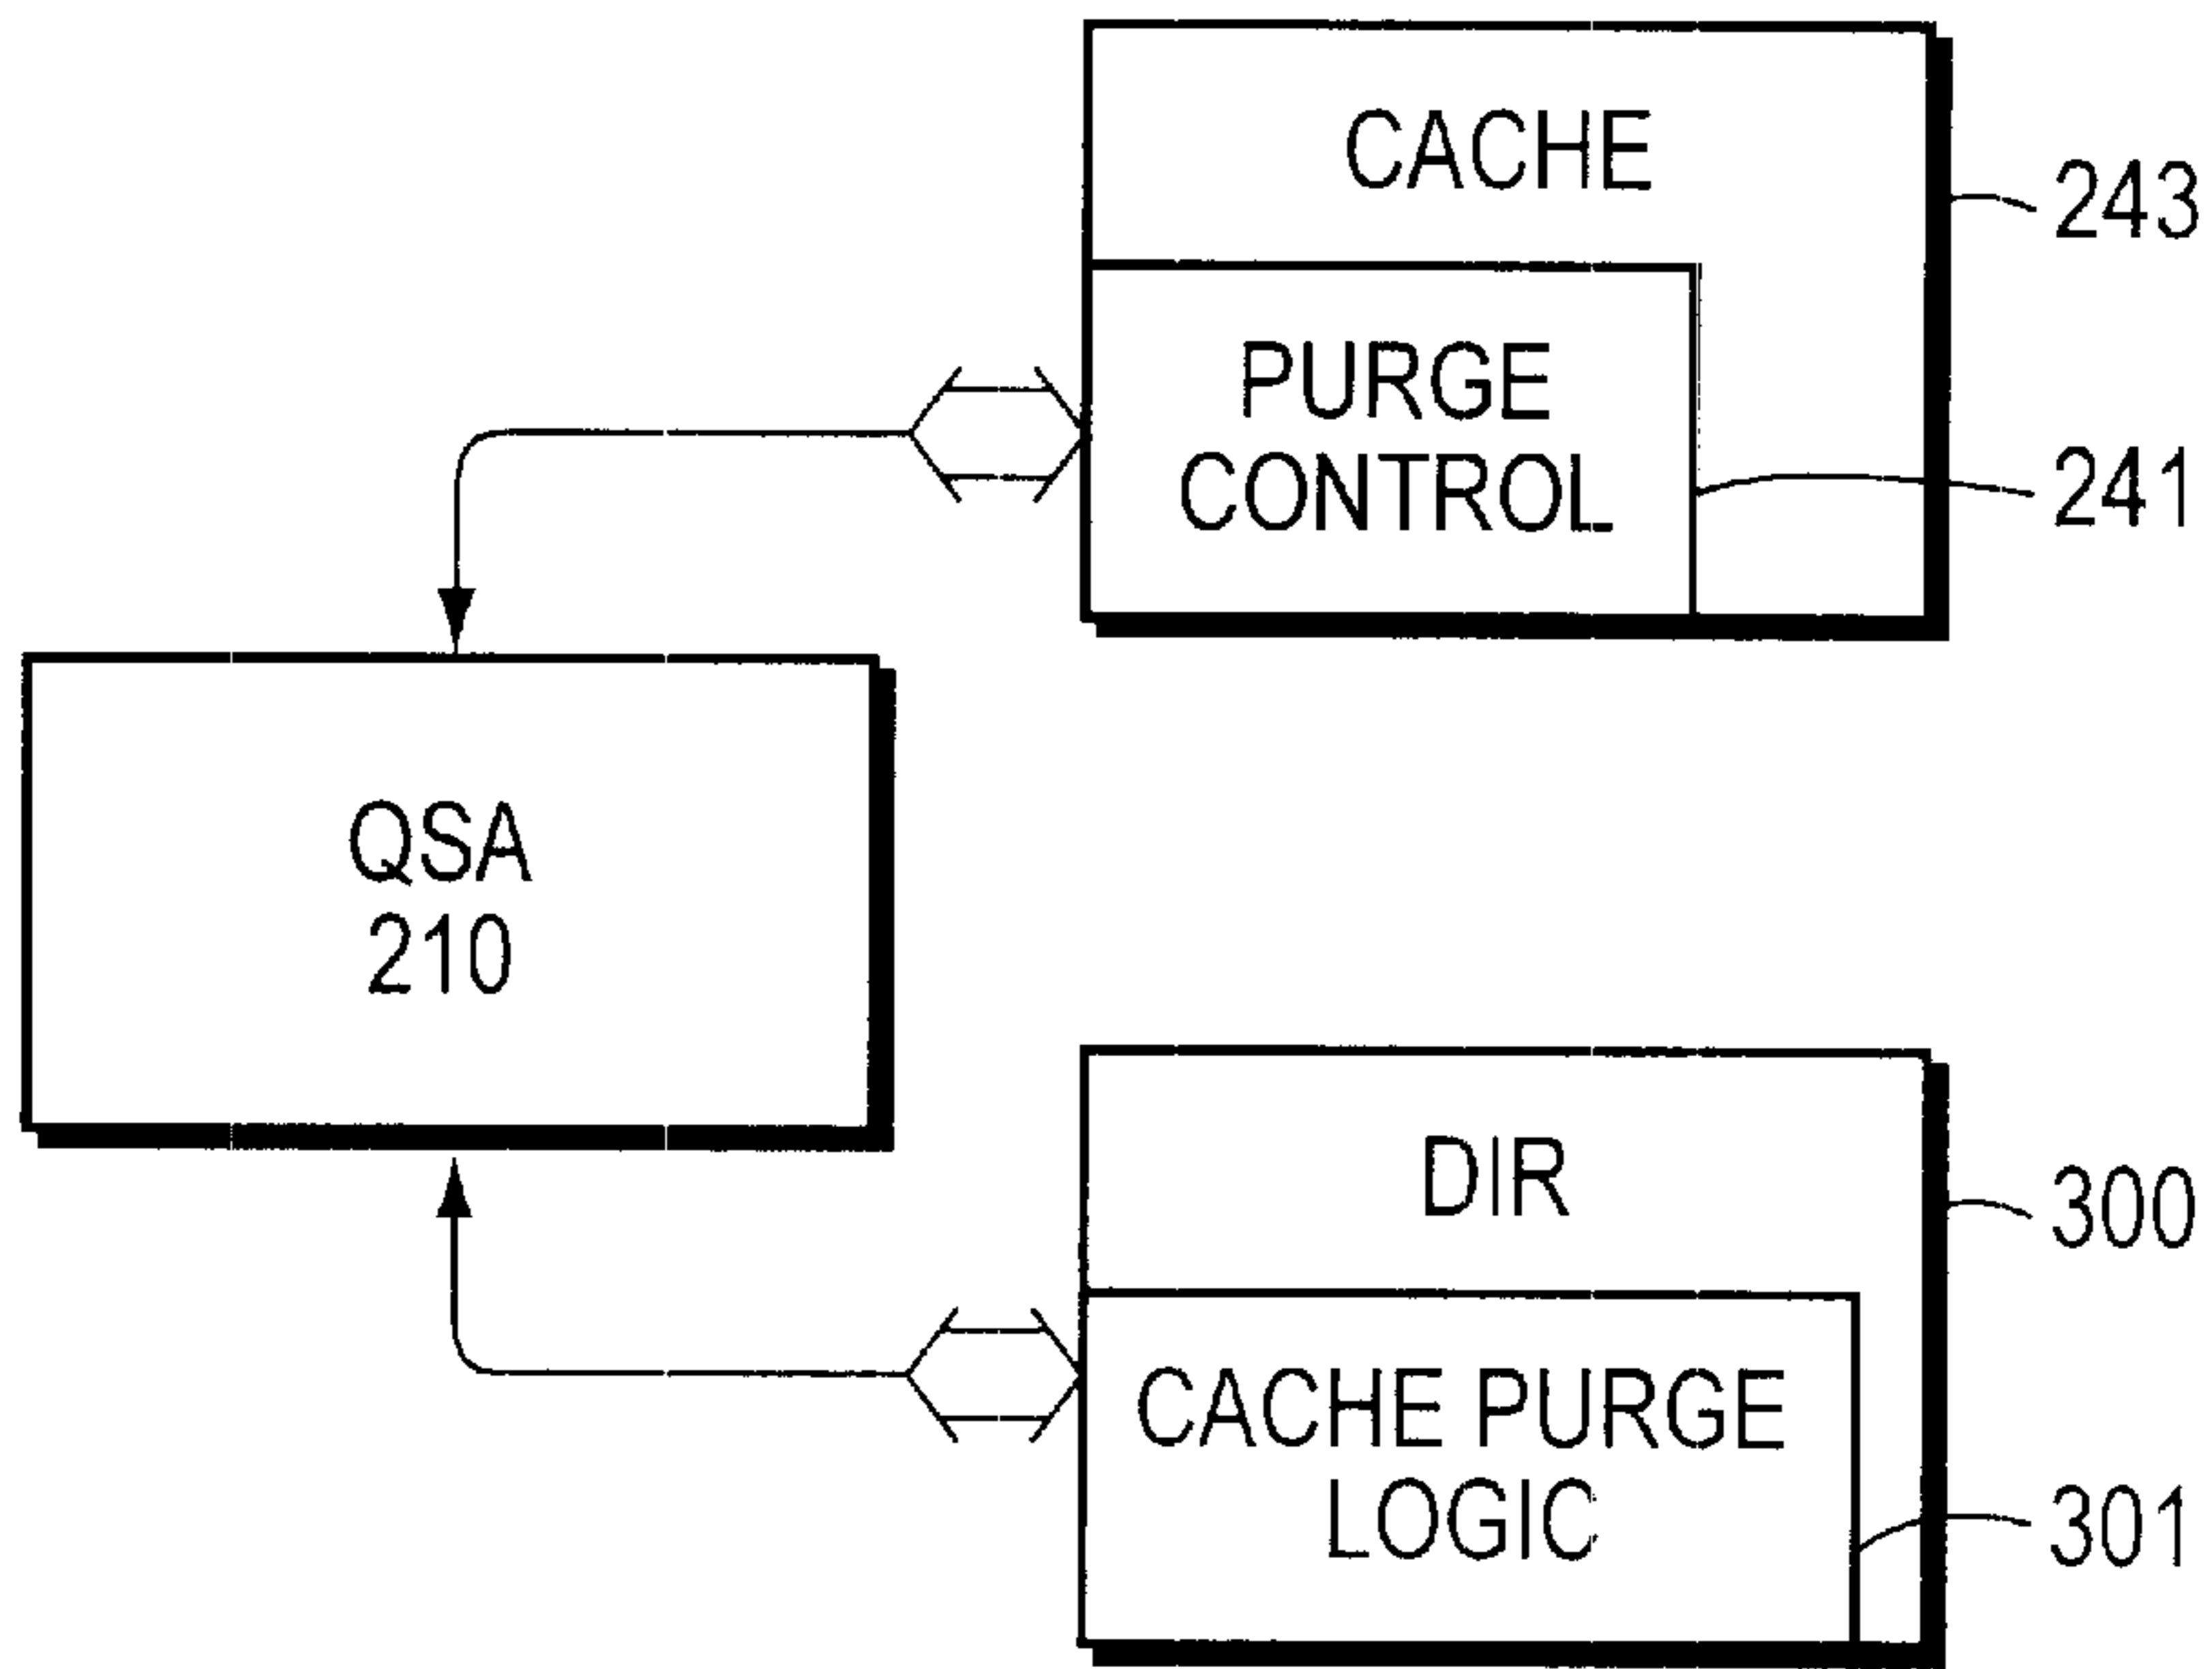 CACHE
243
PURGE
CONTROL
241
QSA
210
DIR
300
CACHE PURGE
LOGIC
301